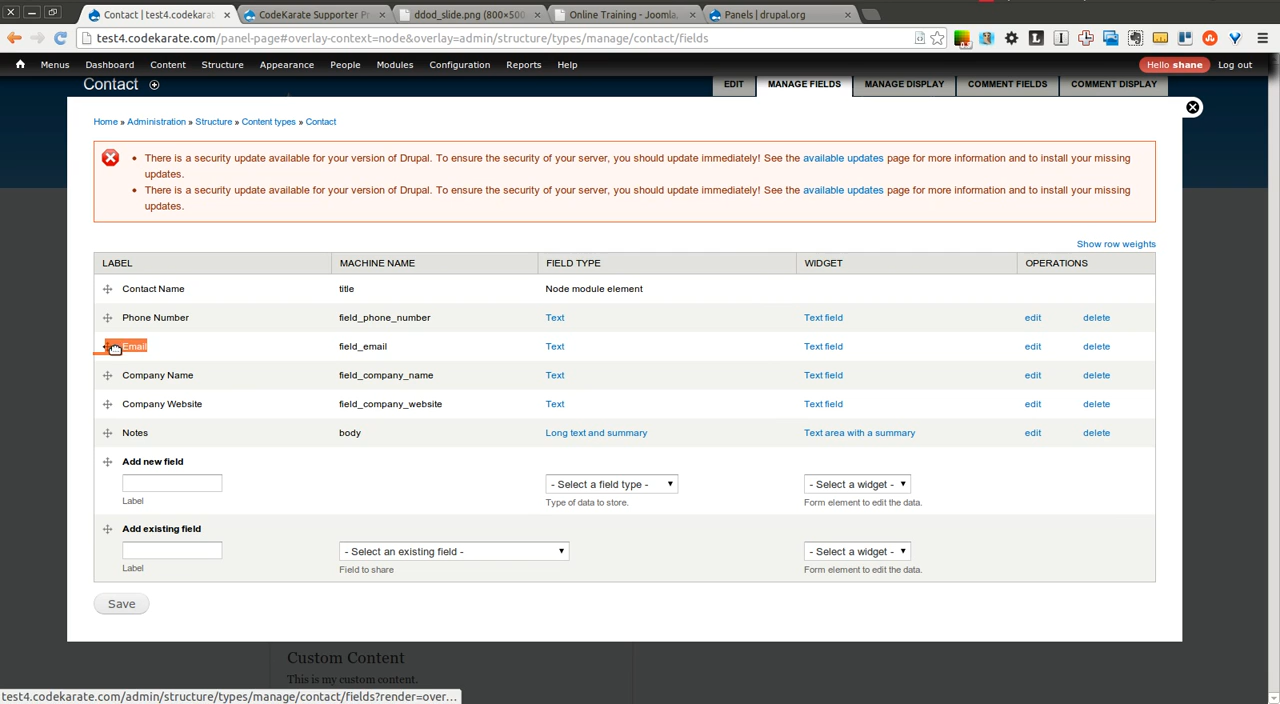 Contact | test4.codekarate
CodeKarate Supporter Pr
ddod_slide.png (800×500
Online Training - Joomla,
Panels | drupal.org
test4.codekarate.com/panel-page#overlay-context=node&overlay=admin/structure/types/manage/contact/fields
Menus Dashboard Content Structure Appearance People Modules Configuration Reports Help Hello shane Log out
Contact
EDIT MANAGE FIELDS MANAGE DISPLAY COMMENT FIELDS COMMENT DISPLAY
Home » Administration » Structure » Content types » Contact
There is a security update available for your version of Drupal. To ensure the security of your server, you should update immediately! See the available updates page for more information and to install your missing
updates.
There is a security update available for your version of Drupal. To ensure the security of your server, you should update immediately! See the available updates page for more information and to install your missing
updates.
Show row weights
LABEL MACHINE NAME FIELD TYPE WIDGET OPERATIONS
Contact Name title Node module element
Phone Number field_phone_number Text Text field edit delete
Email field_email Text Text field edit delete
Company Name field_company_name Text Text field edit delete
Company Website field_company_website Text Text field edit delete
Notes body Long text and summary Text area with a summary edit delete
Add new field
- Select a field type - - Select a widget -
Label Type of data to store. Form element to edit the data.
Add existing field
- Select an existing field - - Select a widget -
Label Field to share Form element to edit the data.
Save
Custom Content
This is my custom content.
test4.codekarate.com/admin/structure/types/manage/contact/fields?render=over...